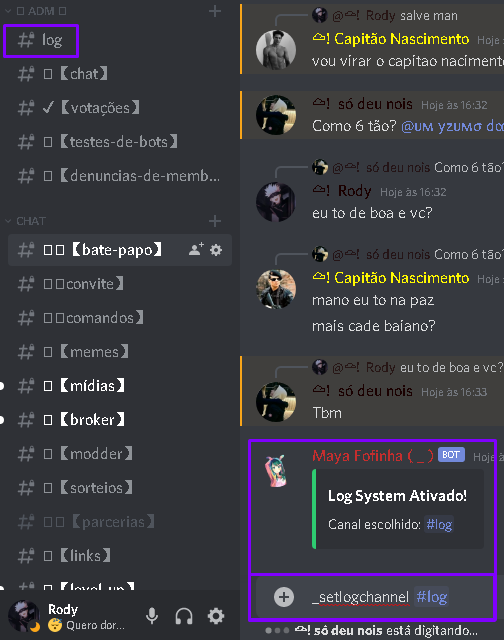 ADM
log
【chat】
✓【votações】
【testes-de-bots】
【denuncias-de-memb...
CHAT
【bate-papo】
convite】
comandos】
【memes】
【mídias】
【broker】
【modder】
【sorteios】
【parcerias】
【links】
【level-up】
Rody
Quero dor...
@ ! Rody salve man
! Capitão Nascimento Hoje
vou virar o capitao naciment
! só deu nois Hoje às 16:32
Como 6 tão? @
@ ! só deu nois Como 6 tão?
! Rody Hoje às 16:32
eu to de boa e vc?
@ ! só deu nois Como 6 tão?
! Capitão Nascimento Hoje
mano eu to na paz
mais cade baiano?
@ ! Rody eu to de boa e vc?
! só deu nois Hoje às 16:33
Tbm
Maya Fofinha ( _ ) BOT Hoje
Log System Ativado!
Canal escolhido: #log
_setlogchannel #log
! só deu nois está digitando...